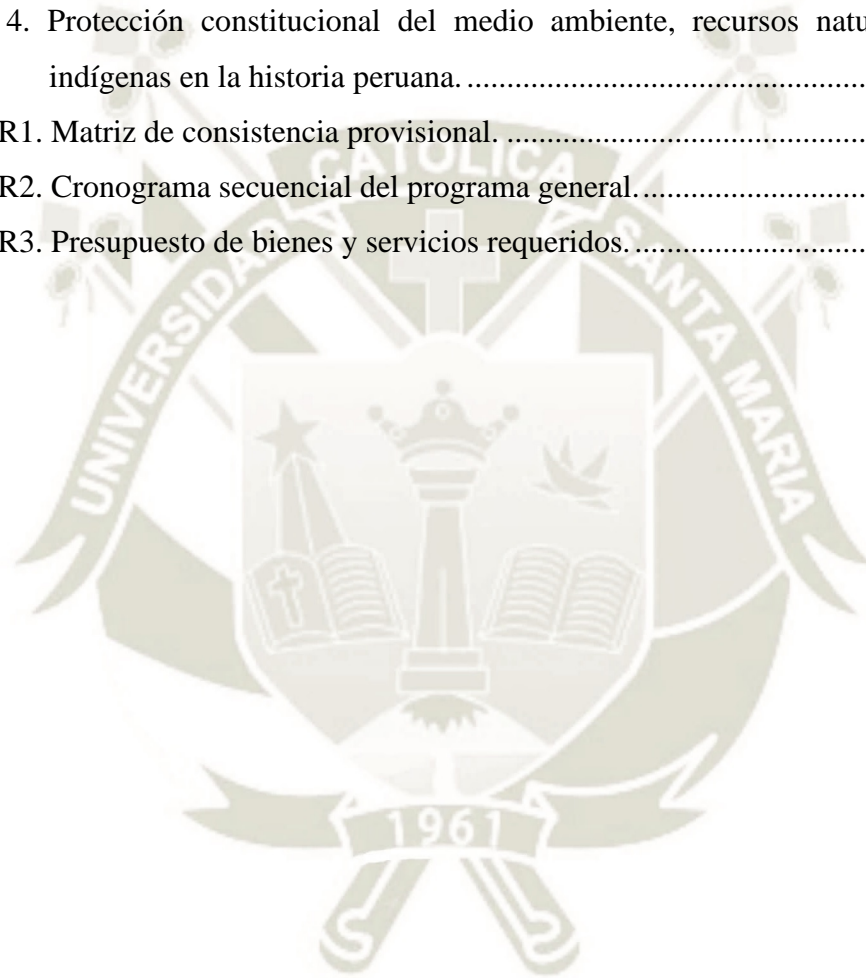 4. Protección constitucional del medio ambiente, recursos natu
indígenas en la historia peruana. ........................................
R1. Matriz de consistencia provisional. ........................................
R2. Cronograma secuencial del programa general. ........................................
R3. Presupuesto de bienes y servicios requeridos. ........................................
UNIVERSIDAD CATÓLICA SANTA MARIA
1961